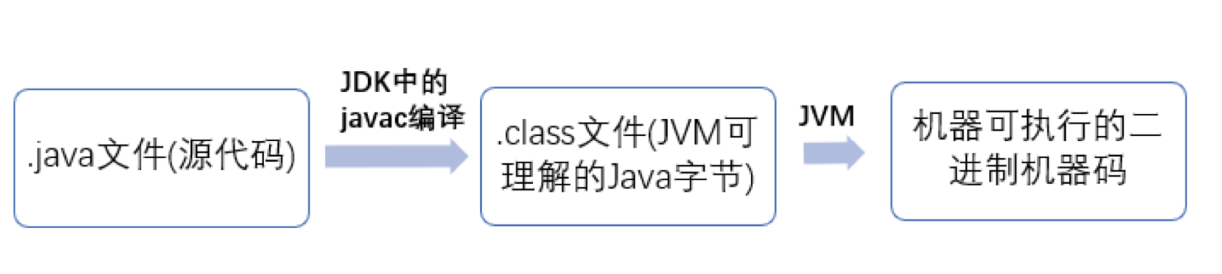 .java文件(源代码)
JDK中的
javac编译
.class文件(JVM可
理解的Java字节)
JVM
机器可执行的二
进制机器码